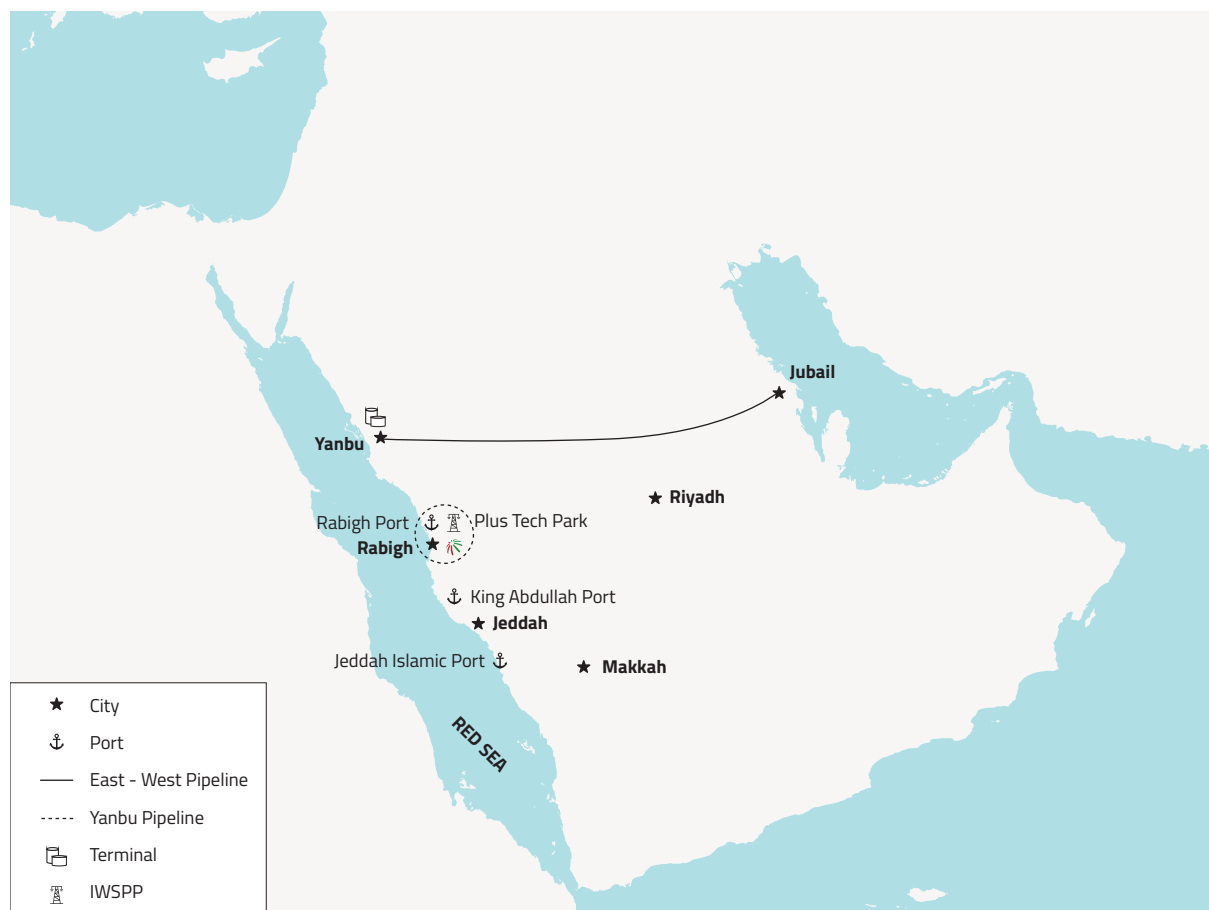 Jubail
Yanbu
Riyadh
Rabigh Port
Plus Tech Park
Rabigh
King Abdullah Port
Jeddah
Jeddah Islamic Port
Makkah
RED SEA
City
Port
East - West Pipeline
Yanbu Pipeline
Terminal
IWSPP